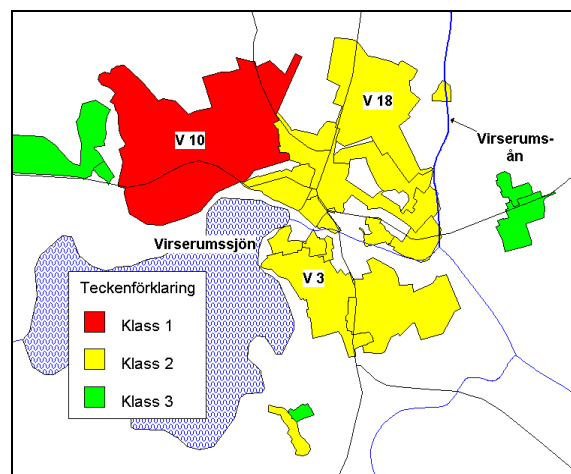 V 18
V 10
Virserums-
ån
Virserumssjön
V 3
Teckenförklaring
Klass 1
Klass 2
Klass 3